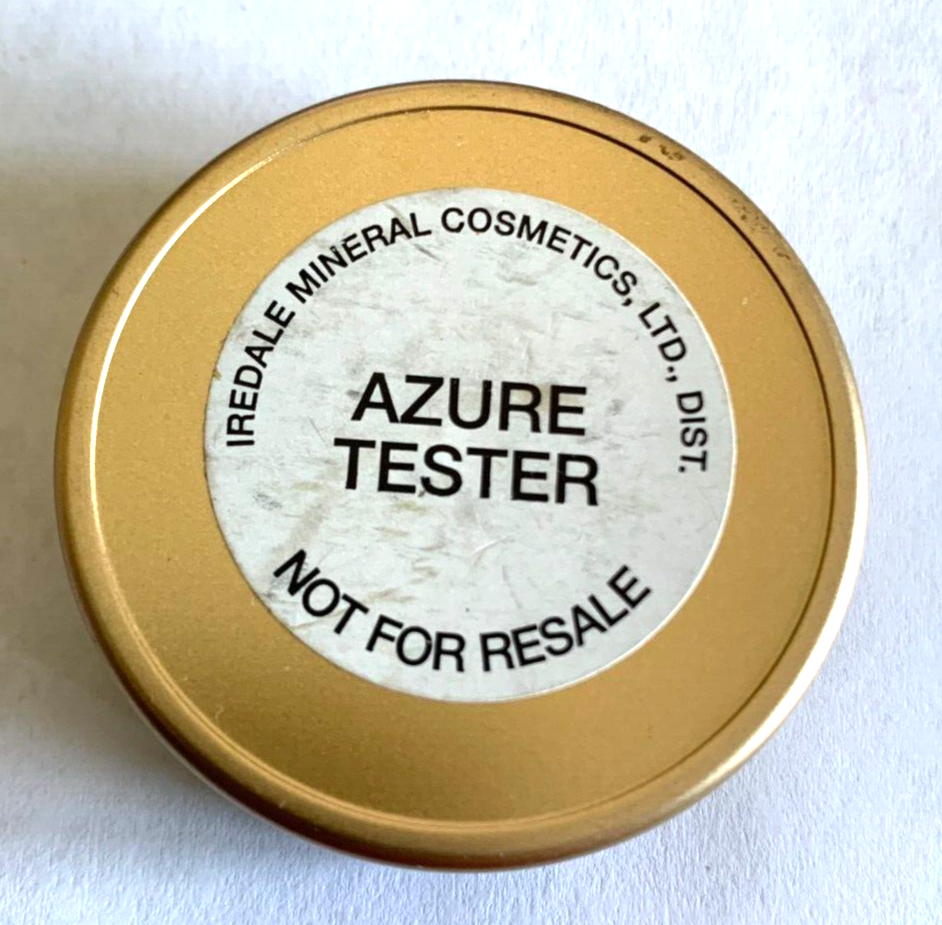 IREDALE MINERAL COSMETICS, LTD., DIST.
AZURE
TESTER
NOT FOR RESALE